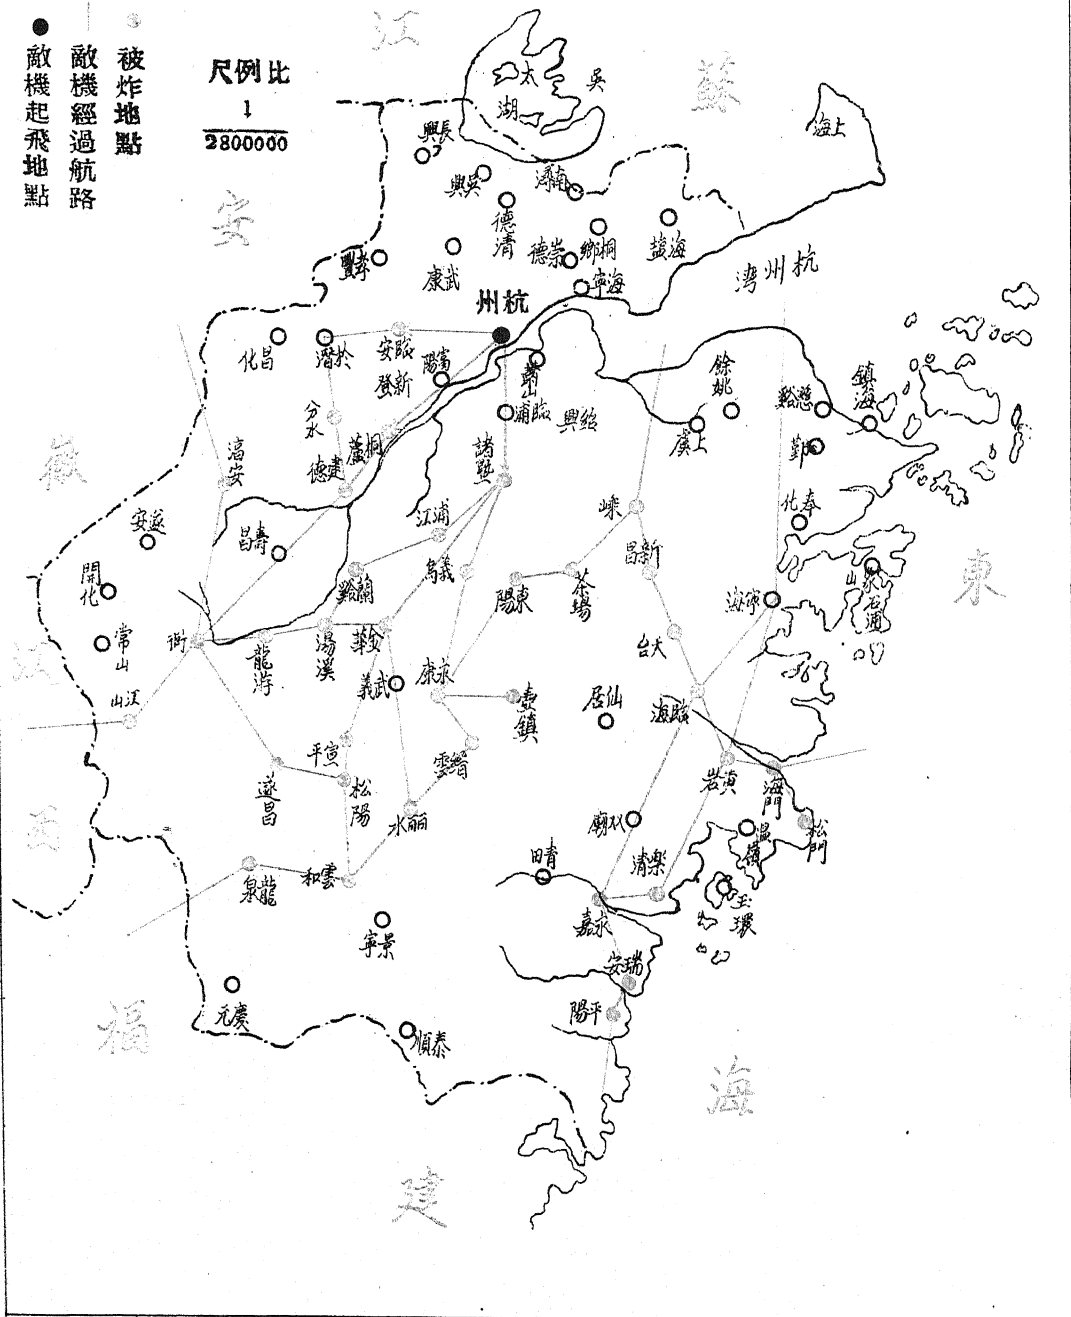 被炸地點
敵機經過航路
敵機起飛地點
比例尺
1
2800000
江
蘇
安
徽
江
西
福
建
東
海
太湖
吳
上海
杭州湾
長興
吳興
南潯
德清
武康
孝豐
崇德
桐鄉
海鹽
海寧
杭州
昌化
於潛
臨安
新登
富陽
蕭山
臨浦
紹興
餘姚
慈谿
鎮海
上虞
鄞
分水
桐蘆
建德
諸暨
淳安
遂安
壽昌
開化
常山
江山
衢
龍游
湯溪
蘭谿
浦江
義烏
金華
武義
永康
東陽
茶場
嵊
新昌
天台
奉化
寧海
象山
石浦
壺鎮
仙居
臨海
縉雲
宣平
松陽
遂昌
麗水
雲和
龍泉
景寧
慶元
泰順
青田
永嘉
樂清
海門
松門
溫嶺
玉環
瑞安
平陽